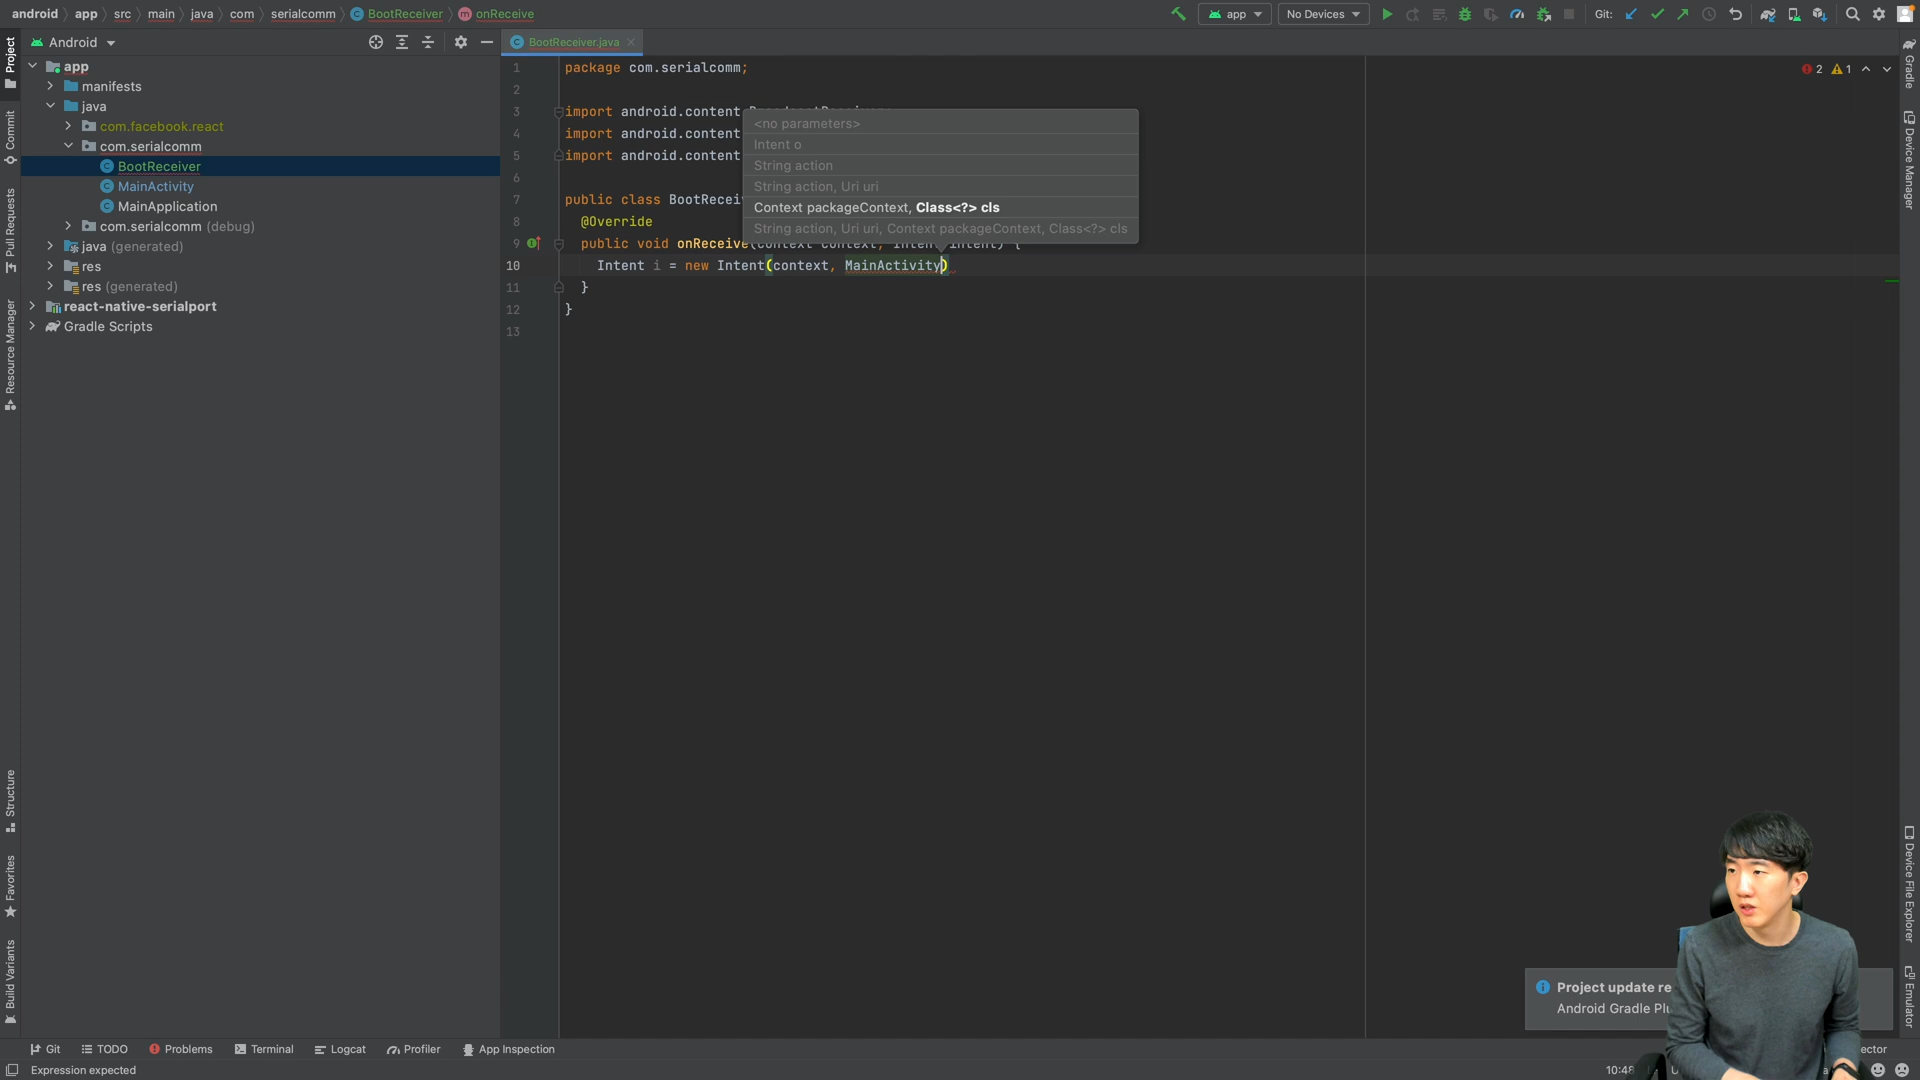 android app src main java com serialcomm BootReceiver onReceive
app No Devices Git:
Android
BootReceiver.java
Project
Commit
Pull Requests
Resource Manager
Structure
Favorites
Build Variants
app
manifests
java
com.facebook.react
com.serialcomm
BootReceiver
MainActivity
MainApplication
com.serialcomm (debug)
java (generated)
res
res (generated)
react-native-serialport
Gradle Scripts
1 package com.serialcomm;
2
3 import android.content.
4 import android.content
5 import android.content
6
7 public class BootRecei
8 @Override
9 public void onReceive(Context context, Intent intent) {
10 Intent i = new Intent(context, MainActivity)
11 }
12 }
13
<no parameters>
Intent o
String action
String action, Uri uri
Context packageContext, Class<?> cls
String action, Uri uri, Context packageContext, Class<?> cls
2 1
Gradle
Device Manager
Device File Explorer
Emulator
Project update re
Android Gradle Plu
Git TODO Problems Terminal Logcat Profiler App Inspection
ector
Expression expected
10:48